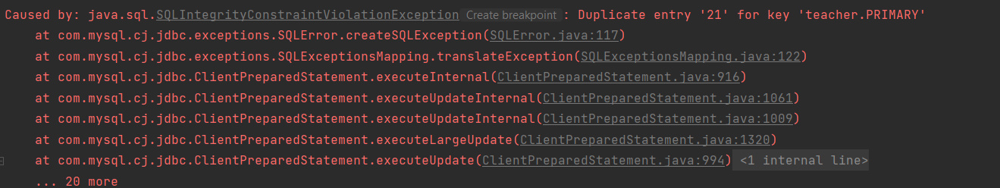 Caused by: java.sql.SQLIntegrityConstraintViolationException Create breakpoint : Duplicate entry '21' for key 'teacher.PRIMARY'
at com.mysql.cj.jdbc.exceptions.SQLError.createSQLException(SQLError.java:117)
at com.mysql.cj.jdbc.exceptions.SQLExceptionsMapping.translateException(SQLExceptionsMapping.java:122)
at com.mysql.cj.jdbc.ClientPreparedStatement.executeInternal(ClientPreparedStatement.java:916)
at com.mysql.cj.jdbc.ClientPreparedStatement.executeUpdateInternal(ClientPreparedStatement.java:1061)
at com.mysql.cj.jdbc.ClientPreparedStatement.executeUpdateInternal(ClientPreparedStatement.java:1009)
at com.mysql.cj.jdbc.ClientPreparedStatement.executeLargeUpdate(ClientPreparedStatement.java:1320)
at com.mysql.cj.jdbc.ClientPreparedStatement.executeUpdate(ClientPreparedStatement.java:994) <1 internal line>
... 20 more